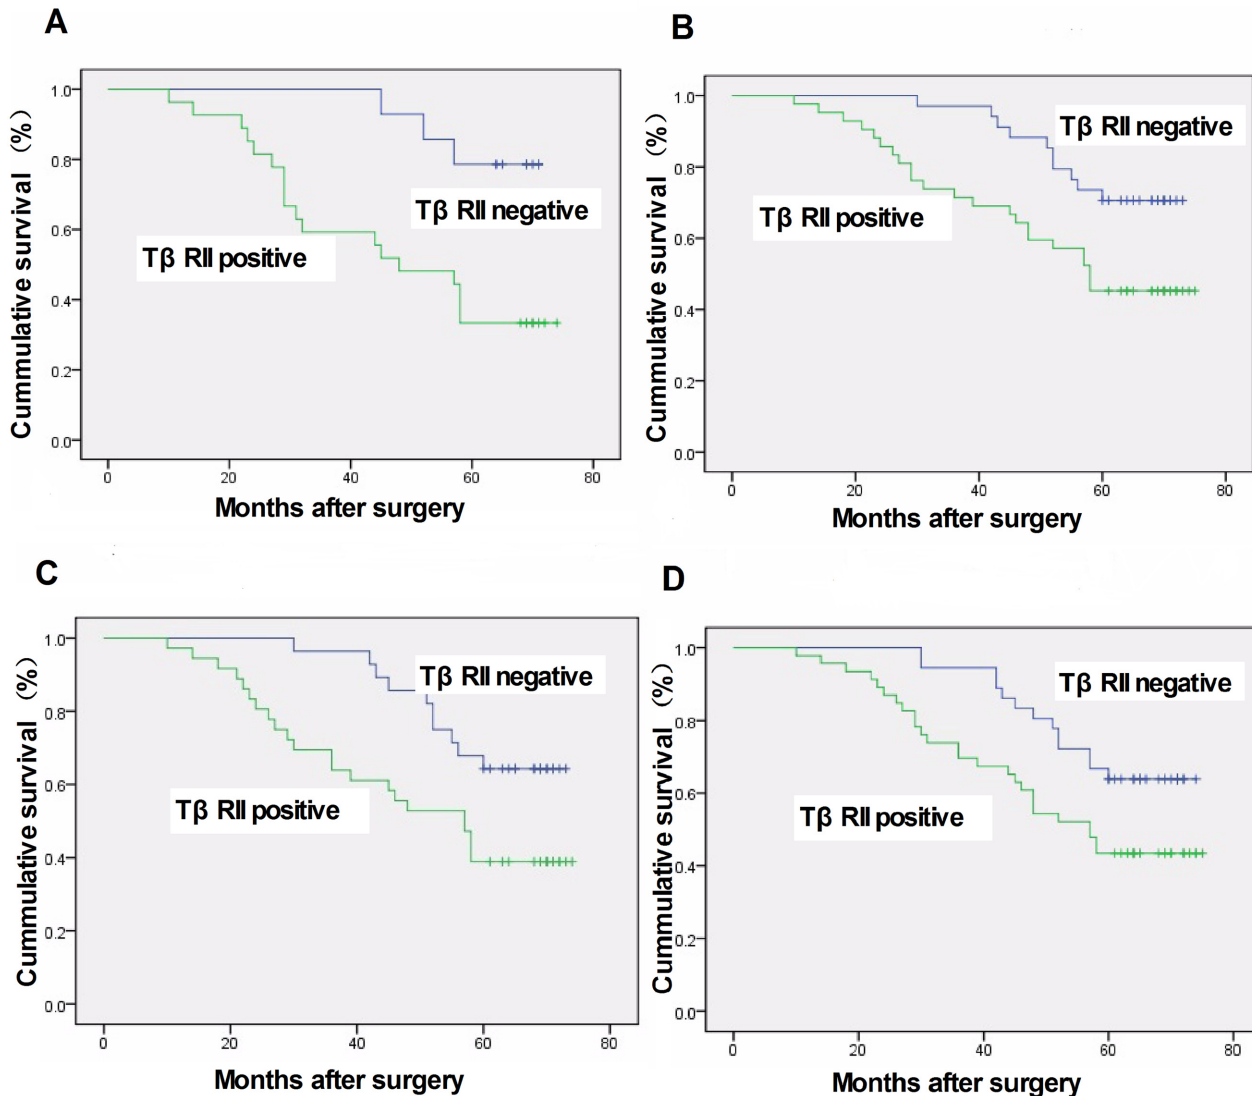 A
Cummulative survival (%)
1.0
0.8
0.6
0.4
0.2
0.0
Tβ RII negative
Tβ RII positive
0 20 40 60 80
Months after surgery
B
Cummulative survival (%)
1.0
0.8
0.6
0.4
0.2
0.0
Tβ RII negative
Tβ RII positive
0 20 40 60 80
Months after surgery
C
Cummulative survival (%)
1.0
0.8
0.6
0.4
0.2
0.0
Tβ RII negative
Tβ RII positive
0 20 40 60 80
Months after surgery
D
Cummulative survival (%)
1.0
0.8
0.6
0.4
0.2
0.0
Tβ RII negative
Tβ RII positive
0 20 40 60 80
Months after surgery